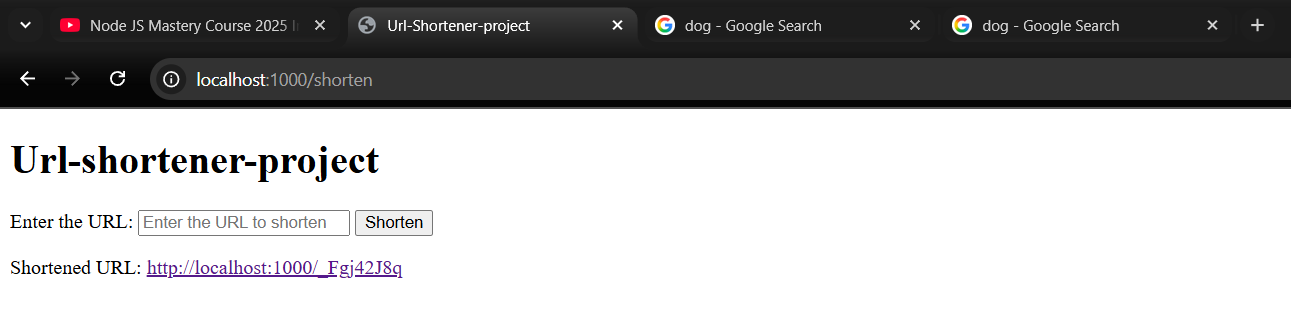 Node JS Mastery Course 2025 I
Url-Shortener-project
dog - Google Search
dog - Google Search
localhost:1000/shorten
Url-shortener-project
Enter the URL: Enter the URL to shorten Shorten
Shortened URL: http://localhost:1000/_Fgj42J8q